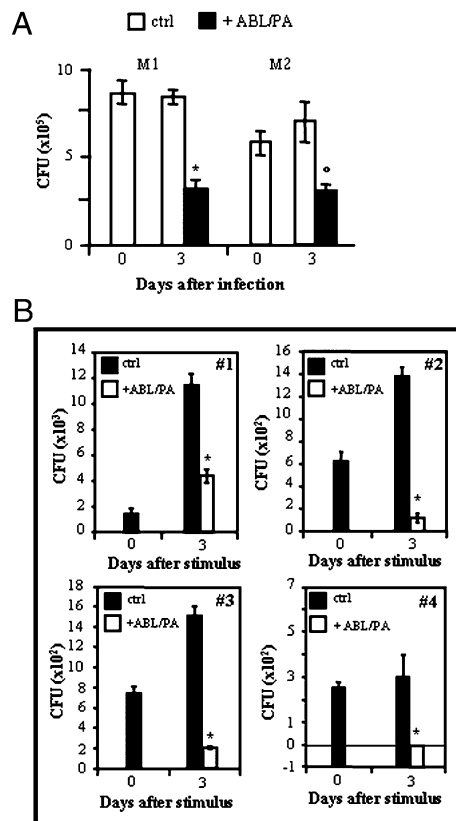 A
ctrl + ABL/PA
M1 M2
CFU (x10⁵)
10
5
0
*
°
0 3 0 3
Days after infection
B
#1
ctrl
+ABL/PA
CFU (x10³)
14
12
10
8
6
4
2
0
*
0 3
Days after stimulus
#2
ctrl
+ABL/PA
CFU (x10²)
16
14
12
10
8
6
4
2
0
*
0 3
Days after stimulus
#3
ctrl
+ABL/PA
CFU (x10²)
18
16
14
12
10
8
6
4
2
0
*
0 3
Days after stimulus
#4
ctrl
+ ABL/PA
CFU (x10²)
7
5
3
2
0
-1
*
0 3
Days after stimulus